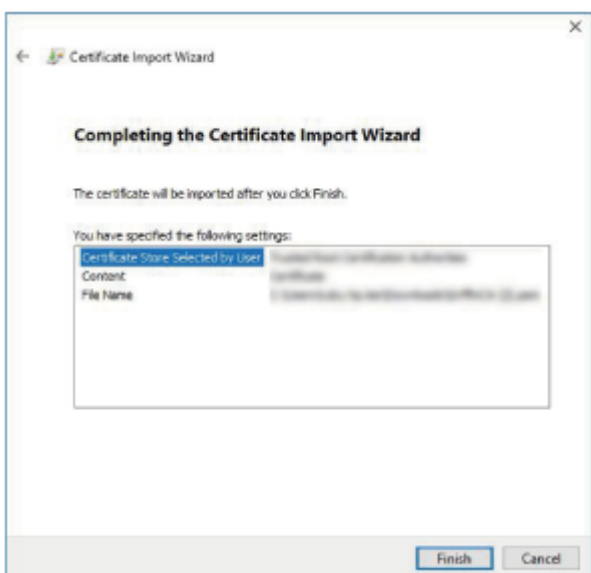 Certificate Import Wizard
Completing the Certificate Import Wizard
The certificate will be imported after you click Finish.
You have specified the following settings:
Certificate Store Selected by User
Content
File Name
Finish Cancel